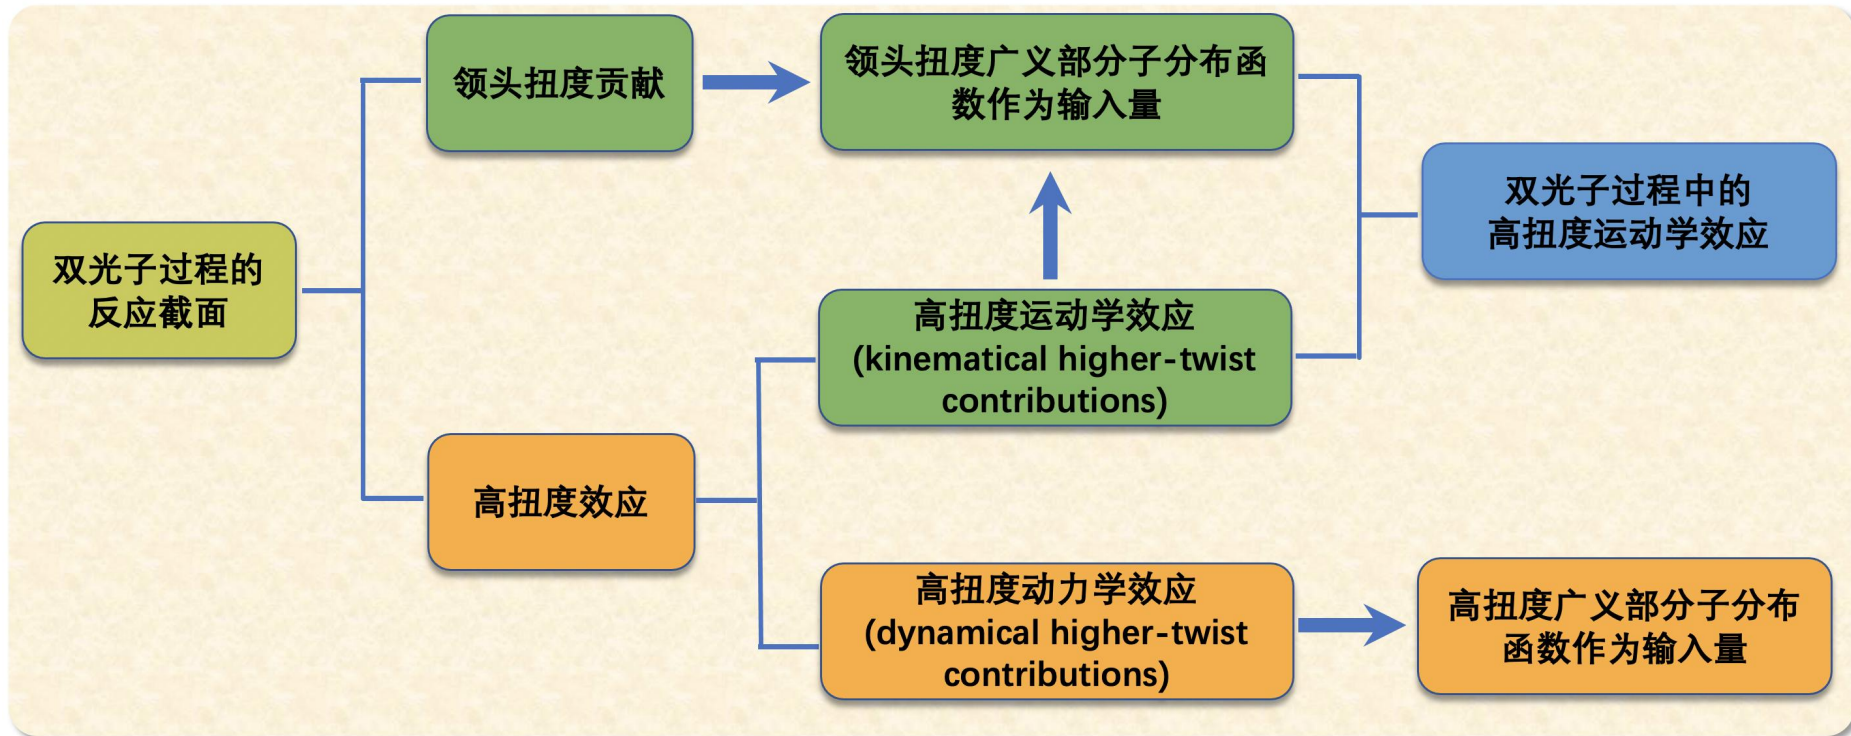 领头扭度贡献
领头扭度广义部分子分布函
数作为输入量
双光子过程中的
高扭度运动学效应
双光子过程的
反应截面
高扭度运动学效应
(kinematical higher-twist
contributions)
高扭度效应
高扭度动力学效应
(dynamical higher-twist
contributions)
高扭度广义部分子分布
函数作为输入量